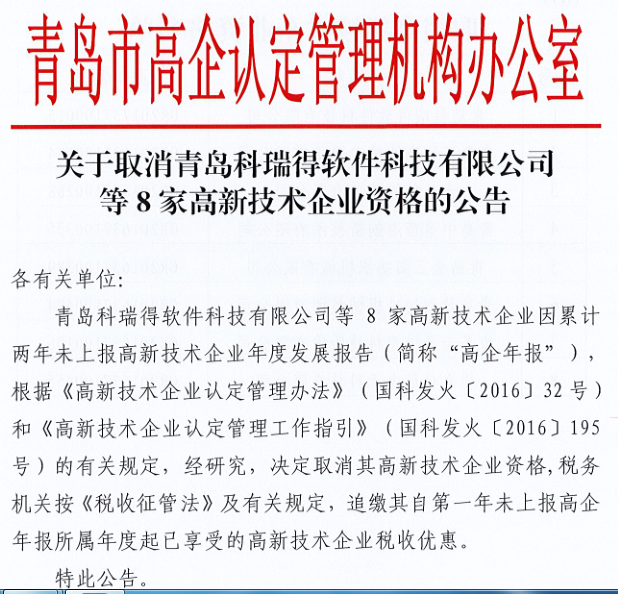 青岛市高企认定管理机构办公室
关于取消青岛科瑞得软件科技有限公司
等 8 家高新技术企业资格的公告
各有关单位:
青岛科瑞得软件科技有限公司等 8 家高新技术企业因累计
两年未上报高新技术企业年度发展报告（简称“高企年报”），
根据《高新技术企业认定管理办法》（国科发火〔2016〕32 号）
和《高新技术企业认定管理工作指引》（国科发火〔2016〕195
号）的有关规定，经研究，决定取消其高新技术企业资格,税务
机关按《税收征管法》及有关规定，追缴其自第一年未上报高企
年报所属年度起已享受的高新技术企业税收优惠。
特此公告。